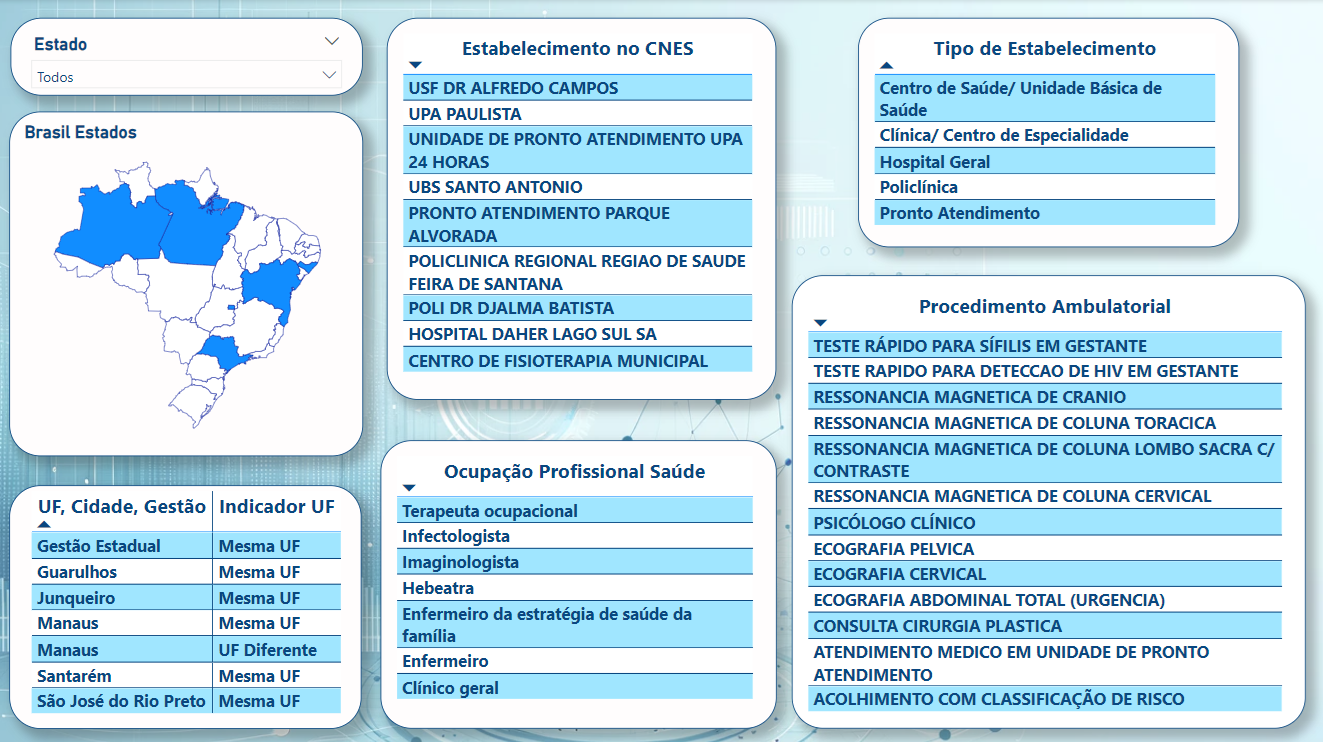 Estado
Todos
Brasil Estados
UF, Cidade, Gestão Indicador UF
Gestão Estadual Mesma UF
Guarulhos Mesma UF
Junqueiro Mesma UF
Manaus Mesma UF
Manaus UF Diferente
Santarém Mesma UF
São José do Rio Preto Mesma UF
Estabelecimento no CNES
USF DR ALFREDO CAMPOS
UPA PAULISTA
UNIDADE DE PRONTO ATENDIMENTO UPA
24 HORAS
UBS SANTO ANTONIO
PRONTO ATENDIMENTO PARQUE
ALVORADA
POLICLINICA REGIONAL REGIAO DE SAUDE
FEIRA DE SANTANA
POLI DR DJALMA BATISTA
HOSPITAL DAHER LAGO SUL SA
CENTRO DE FISIOTERAPIA MUNICIPAL
Ocupação Profissional Saúde
Terapeuta ocupacional
Infectologista
Imaginologista
Hebeatra
Enfermeiro da estratégia de saúde da
família
Enfermeiro
Clínico geral
Tipo de Estabelecimento
Centro de Saúde/ Unidade Básica de
Saúde
Clínica/ Centro de Especialidade
Hospital Geral
Policlínica
Pronto Atendimento
Procedimento Ambulatorial
TESTE RÁPIDO PARA SÍFILIS EM GESTANTE
TESTE RAPIDO PARA DETECCAO DE HIV EM GESTANTE
RESSONANCIA MAGNETICA DE CRANIO
RESSONANCIA MAGNETICA DE COLUNA TORACICA
RESSONANCIA MAGNETICA DE COLUNA LOMBO SACRA C/
CONTRASTE
RESSONANCIA MAGNETICA DE COLUNA CERVICAL
PSICÓLOGO CLÍNICO
ECOGRAFIA PELVICA
ECOGRAFIA CERVICAL
ECOGRAFIA ABDOMINAL TOTAL (URGENCIA)
CONSULTA CIRURGIA PLASTICA
ATENDIMENTO MEDICO EM UNIDADE DE PRONTO
ATENDIMENTO
ACOLHIMENTO COM CLASSIFICAÇÃO DE RISCO